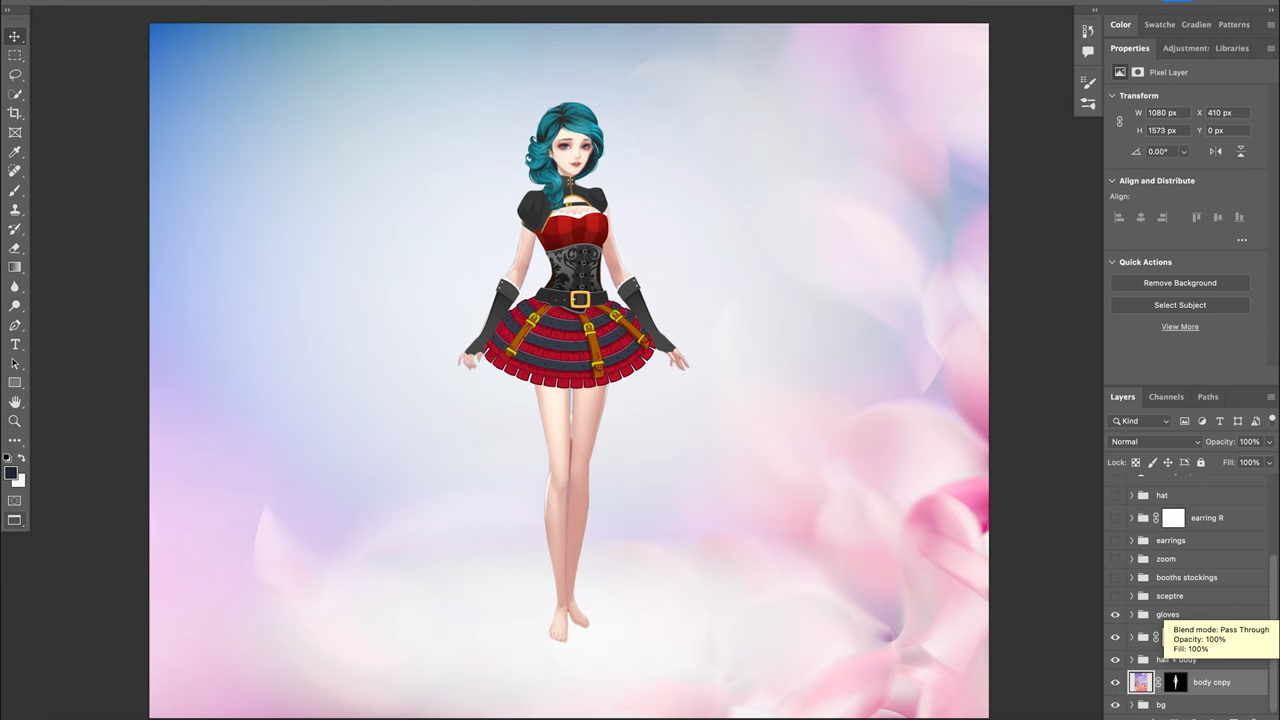 Color Swatche Gradien Patterns
Properties Adjustment: Libraries
Pixel Layer
Transform
W 1080 px X 410 px
H 1573 px Y 0 px
0.00°
Align and Distribute
Align:
Quick Actions
Remove Background
Select Subject
View More
Layers Channels Paths
Kind
Normal Opacity: 100%
Lock: Fill: 100%
hat
earring R
earrings
zoom
booths stockings
sceptre
gloves
Blend mode: Pass Through
Opacity: 100%
Fill: 100%
hair + body
body copy
bg